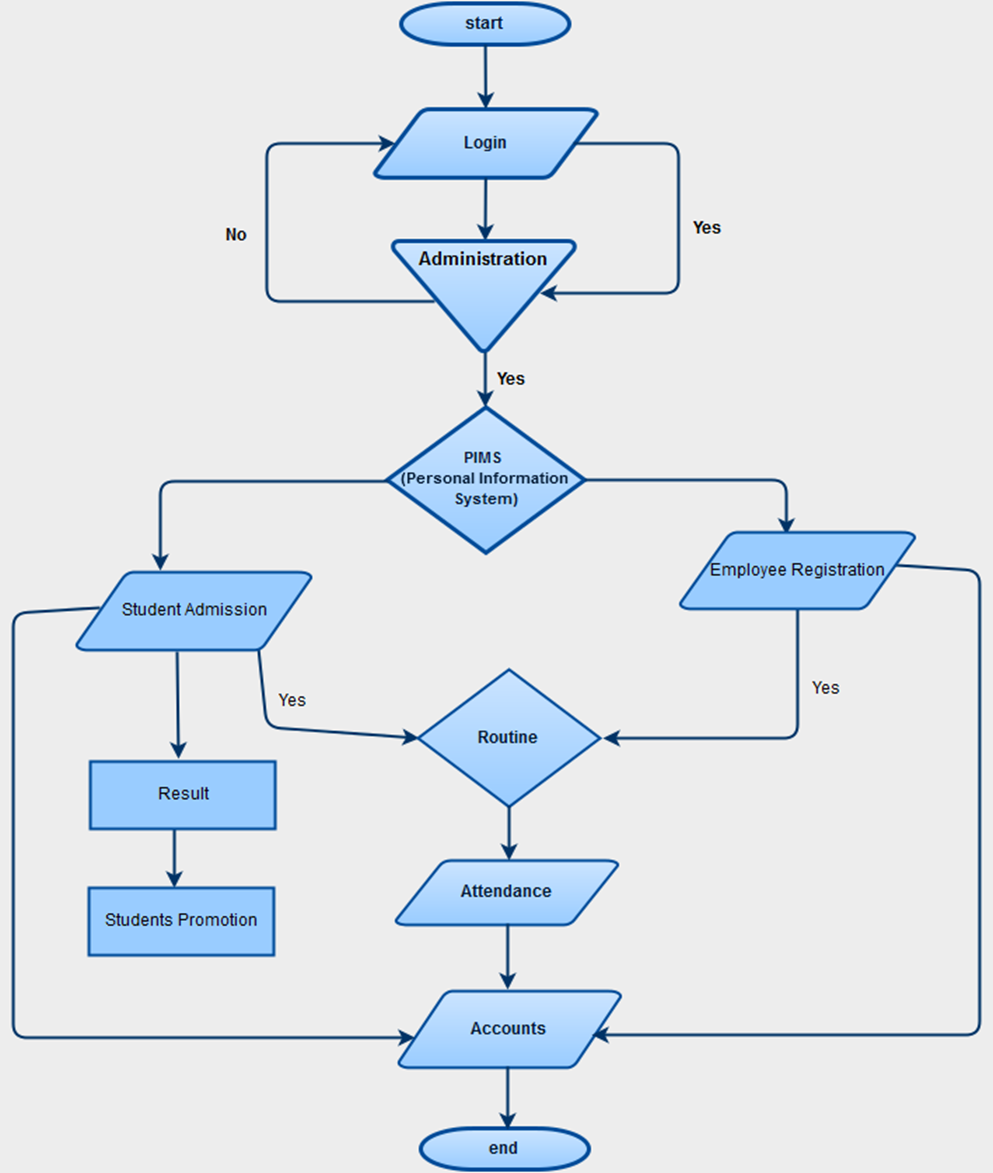 start
Login
No
Yes
Administration
Yes
PIMS
(Personal Information
System)
Employee Registration
Student Admission
Yes
Yes
Routine
Result
Attendance
Students Promotion
Accounts
end